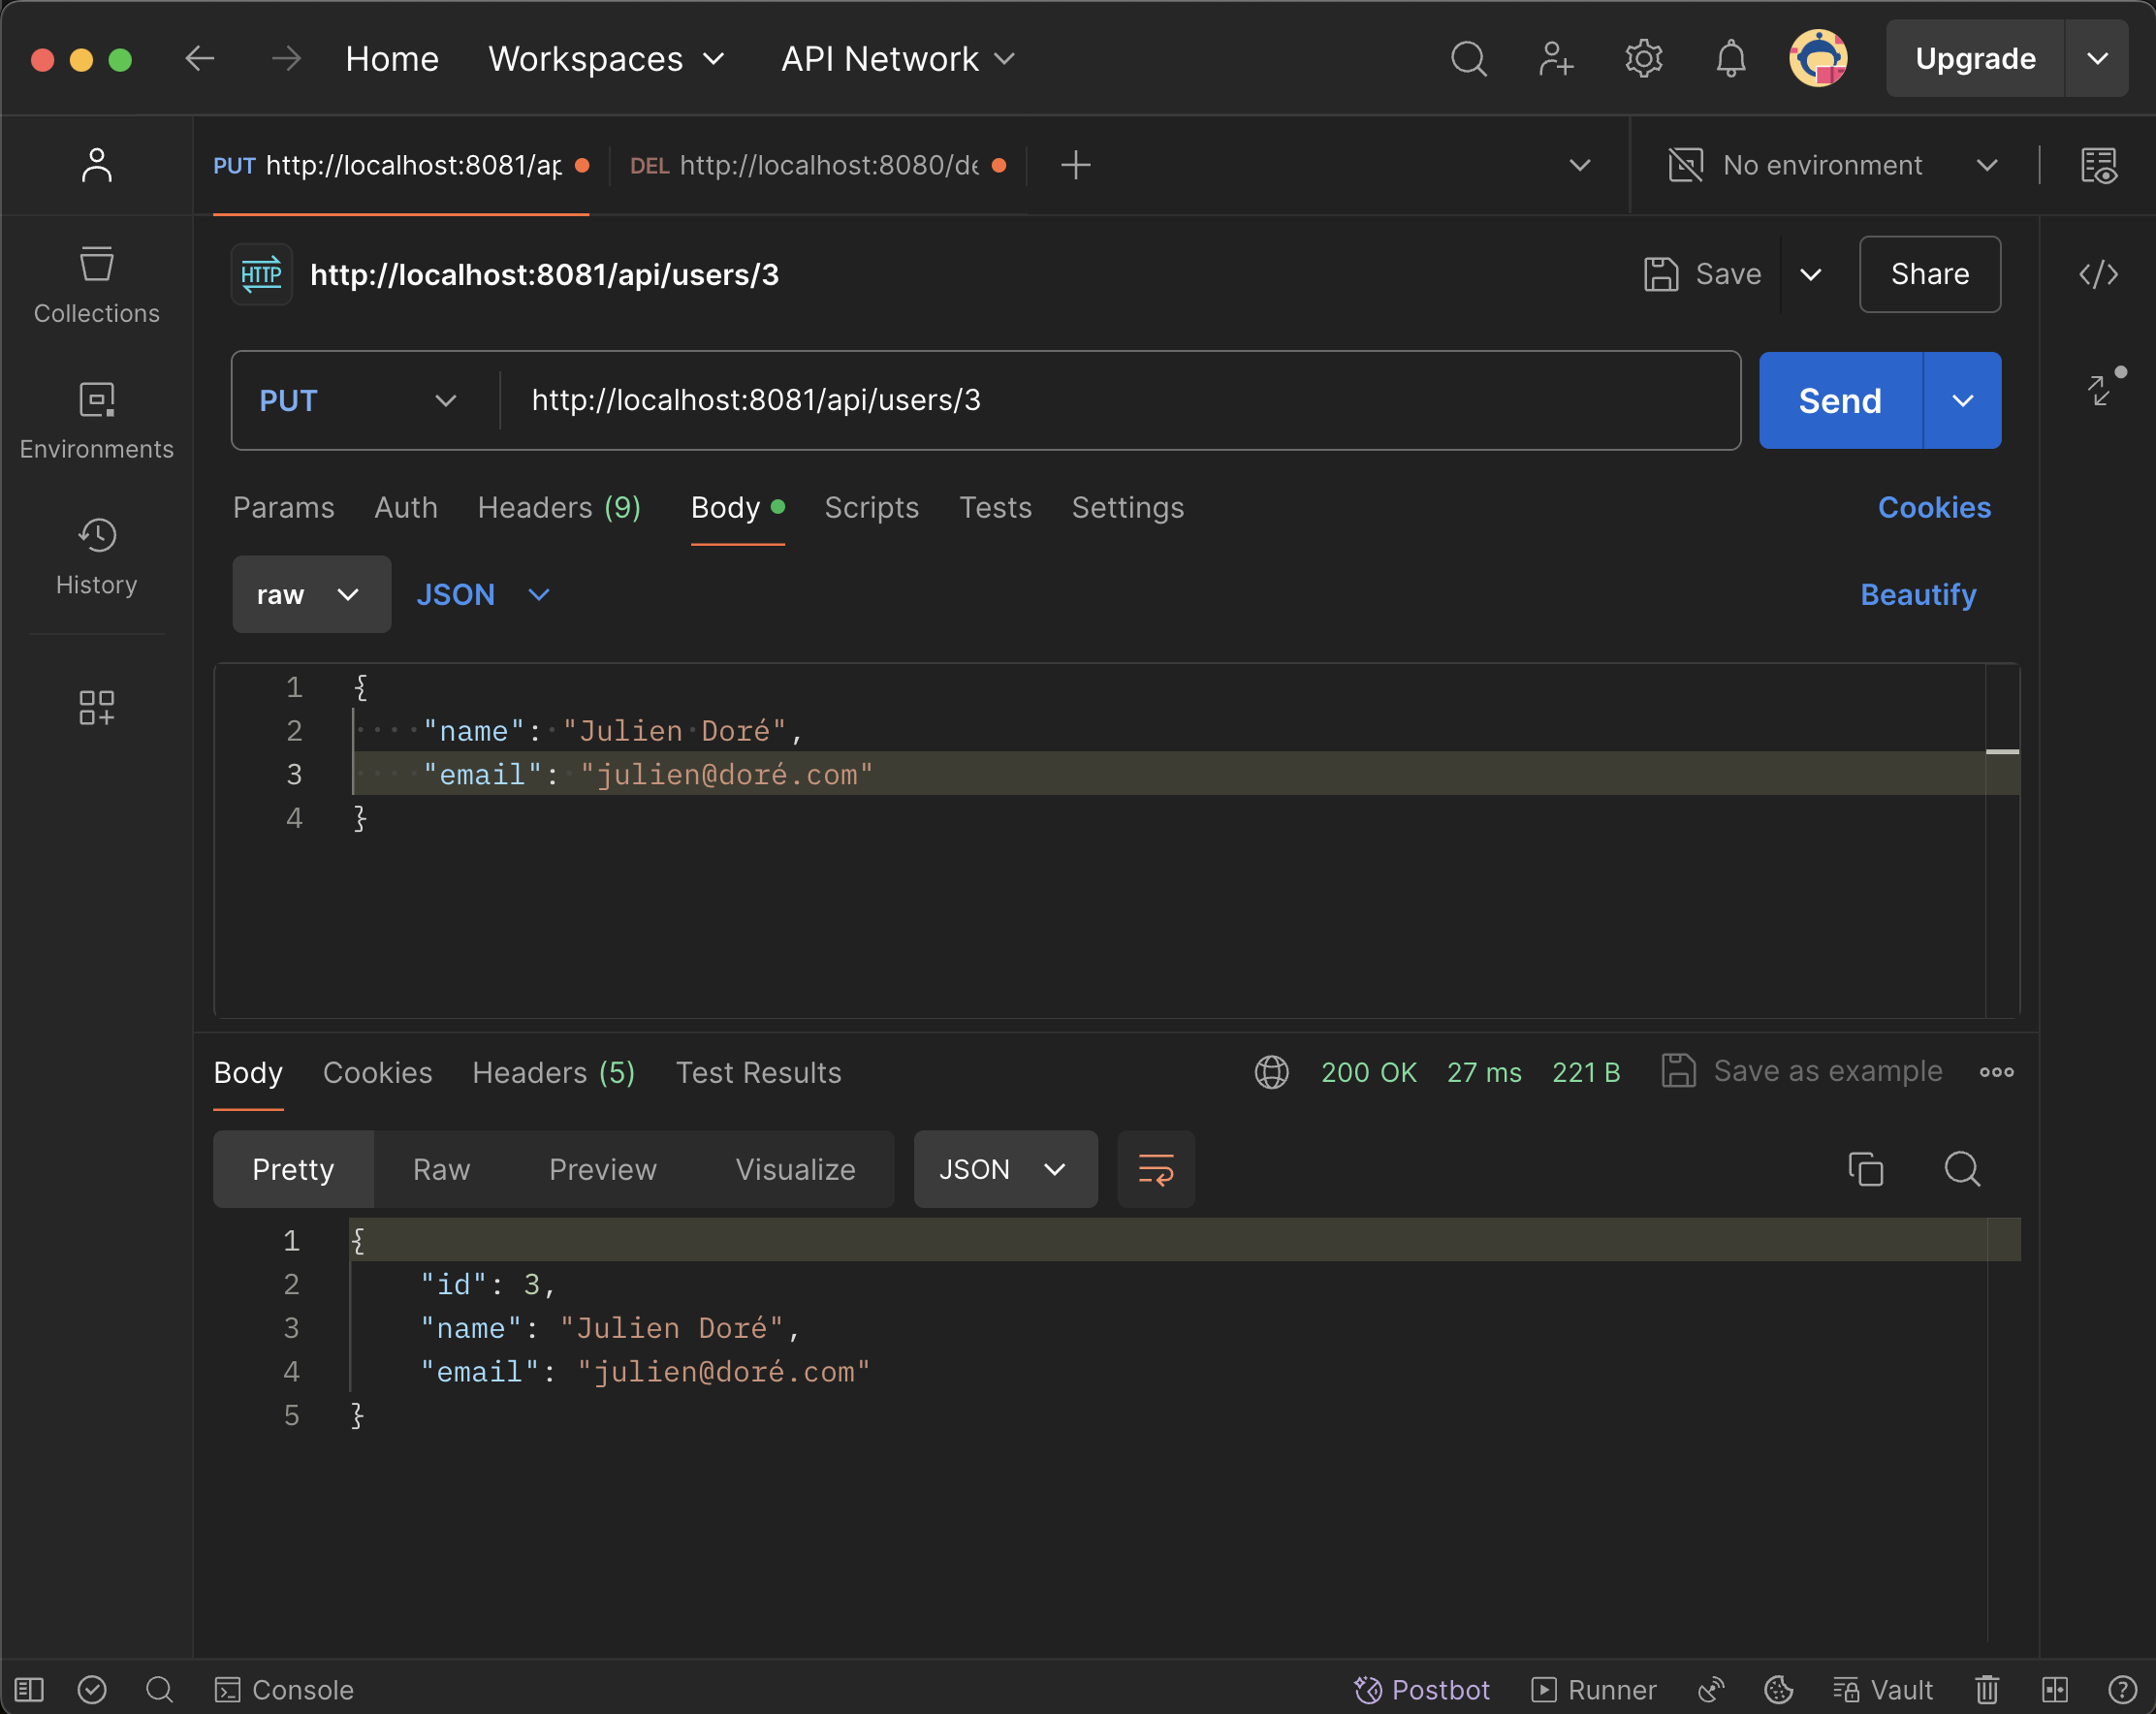 Home Workspaces API Network Upgrade
PUT http://localhost:8081/ap DEL http://localhost:8080/de No environment
HTTP http://localhost:8081/api/users/3 Save Share
Collections
Environments
History
PUT http://localhost:8081/api/users/3 Send
Params Auth Headers (9) Body Scripts Tests Settings Cookies
raw JSON Beautify
1 {
2 "name": "Julien Doré",
3 "email": "julien@doré.com"
4 }
Body Cookies Headers (5) Test Results 200 OK 27 ms 221 B Save as example
Pretty Raw Preview Visualize JSON
1 {
2 "id": 3,
3 "name": "Julien Doré",
4 "email": "julien@doré.com"
5 }
Console Postbot Runner Vault